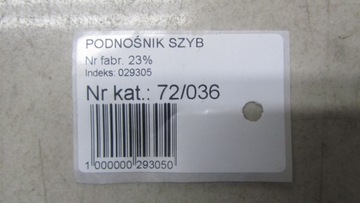 PODNOŚNIK SZYB
Nr fabr. 23%
Indeks: 029305
Nr kat.: 72/036
1 000000 293050